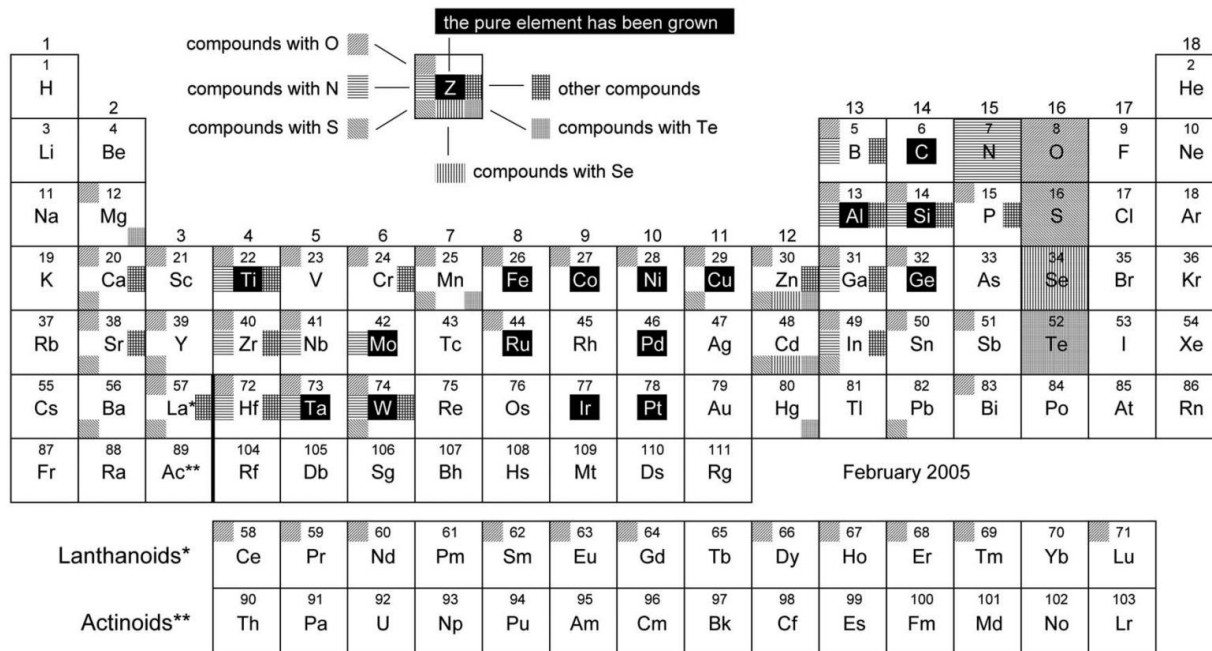 the pure element has been grown
compounds with O
compounds with N
compounds with S
Z
other compounds
compounds with Te
compounds with Se
1 18
1 2
H 2 13 14 15 16 17 He
3 4 5 6 7 8 9 10
Li Be B C N O F Ne
11 12 13 14 15 16 17 18
Na Mg Al Si P S Cl Ar
3 4 5 6 7 8 9 10 11 12
19 20 21 22 23 24 25 26 27 28 29 30 31 32 33 34 35 36
K Ca Sc Ti V Cr Mn Fe Co Ni Cu Zn Ga Ge As Se Br Kr
37 38 39 40 41 42 43 44 45 46 47 48 49 50 51 52 53 54
Rb Sr Y Zr Nb Mo Tc Ru Rh Pd Ag Cd In Sn Sb Te I Xe
55 56 57 72 73 74 75 76 77 78 79 80 81 82 83 84 85 86
Cs Ba La* Hf Ta W Re Os Ir Pt Au Hg Tl Pb Bi Po At Rn
87 88 89 104 105 106 107 108 109 110 111
Fr Ra Ac** Rf Db Sg Bh Hs Mt Ds Rg February 2005
58 59 60 61 62 63 64 65 66 67 68 69 70 71
Lanthanoids* Ce Pr Nd Pm Sm Eu Gd Tb Dy Ho Er Tm Yb Lu
90 91 92 93 94 95 96 97 98 99 100 101 102 103
Actinoids** Th Pa U Np Pu Am Cm Bk Cf Es Fm Md No Lr